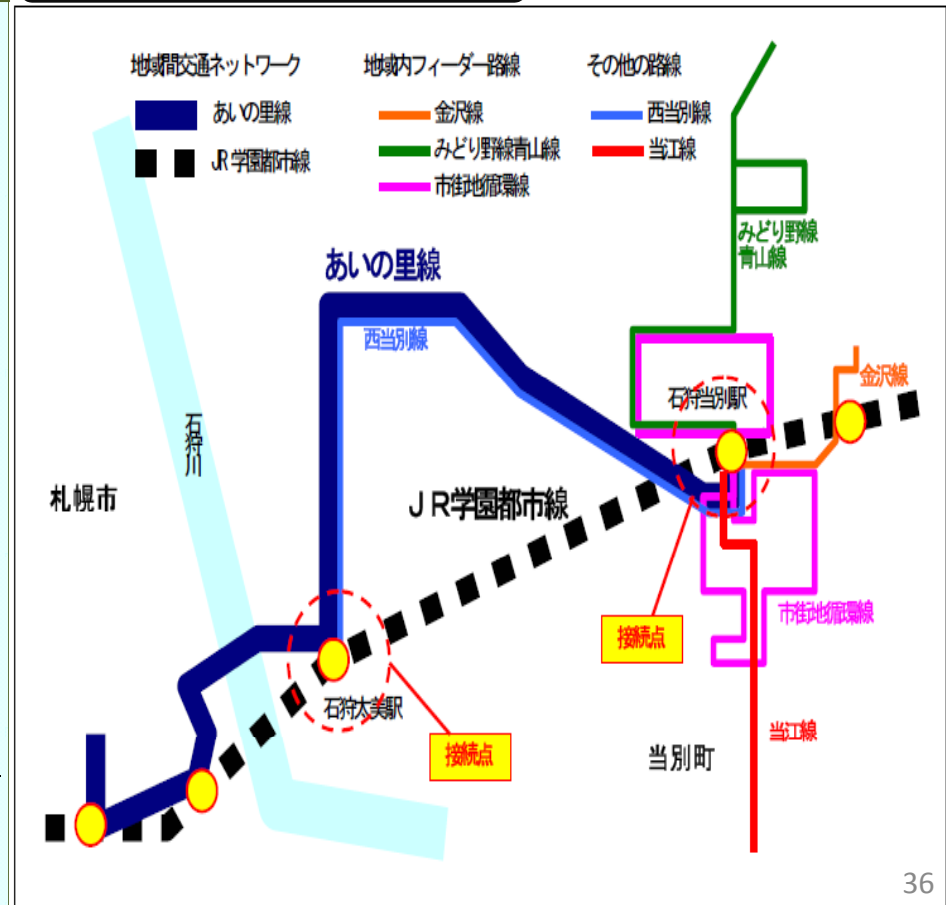 地域間交通ネットワーク
あいの里線
JR 学園都市線
地域内フィーダー路線
金沢線
みどり野線青山線
市街地循環線
その他の路線
西当別線
当江線
みどり野線
青山線
あいの里線
西当別線
石狩当別駅
金沢線
石狩川
札幌市
ＪＲ学園都市線
接続点
市街地循環線
石狩太美駅
接続点
当別町
当江線
36